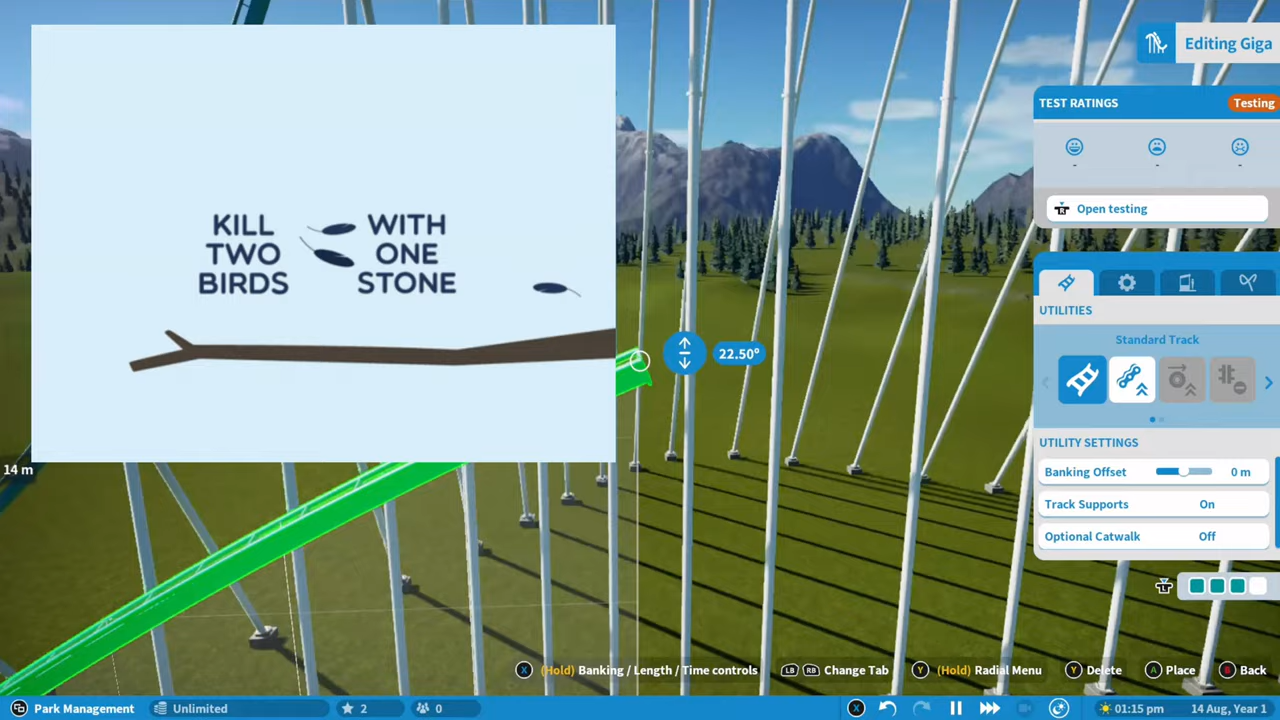 Editing Giga
TEST RATINGS
Testing
-
-
-
Open testing
KILL
TWO
BIRDS
WITH
ONE
STONE
UTILITIES
Standard Track
22.50°
UTILITY SETTINGS
14 m
Banking Offset 0 m
Track Supports On
Optional Catwalk Off
X (Hold) Banking / Length / Time controls LB RB Change Tab Y (Hold) Radial Menu Y Delete A Place B Back
Park Management Unlimited 2 0 X 01:15 pm 14 Aug, Year 1